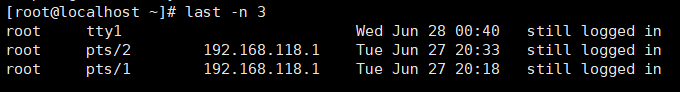 [root@localhost ~]# last -n 3
root     tty1                          Wed Jun 28 00:40   still logged in
root     pts/2        192.168.118.1    Tue Jun 27 20:33   still logged in
root     pts/1        192.168.118.1    Tue Jun 27 20:18   still logged in